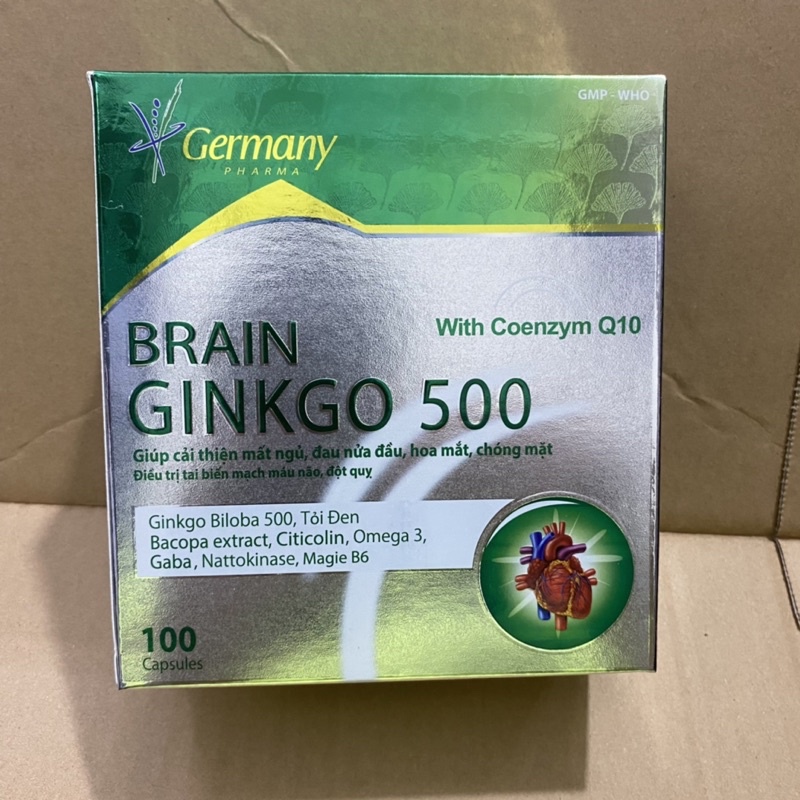 GMP - WHO
Germany
PHARMA
With Coenzym Q10
BRAIN
GINKGO 500
Giúp cải thiện mất ngủ, đau nửa đầu, hoa mắt, chóng mặt
Điều trị tai biến mạch máu não, đột quỵ
Ginkgo Biloba 500, Tỏi Đen
Bacopa extract, Citicolin, Omega 3,
Gaba, Nattokinase, Magie B6
100
Capsules